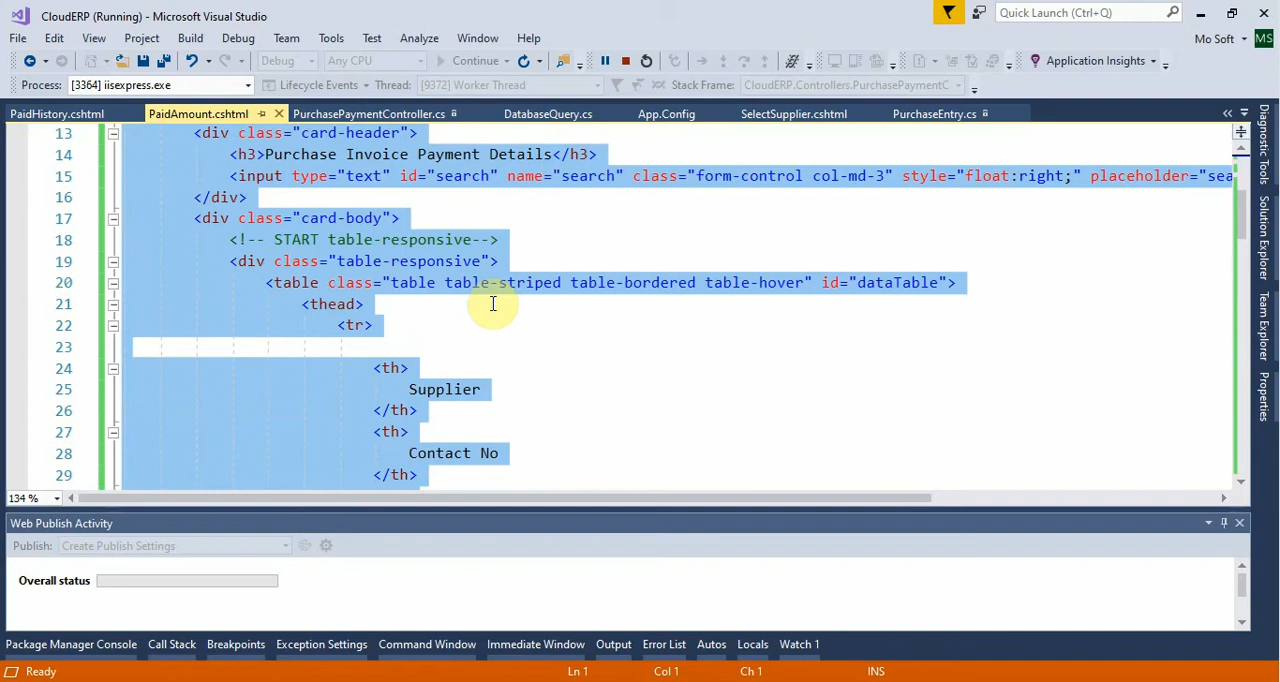 CloudERP (Running) - Microsoft Visual Studio
Quick Launch (Ctrl+Q)
File Edit View Project Build Debug Team Tools Test Analyze Window Help
Mo Soft MS
Debug Any CPU Continue Application Insights
Process: [3364] iisexpress.exe Lifecycle Events Thread: [9372] Worker Thread Stack Frame: CloudERP.Controllers.PurchasePaymentC
PaidHistory.cshtml PaidAmount.cshtml PurchasePaymentController.cs DatabaseQuery.cs App.Config SelectSupplier.cshtml PurchaseEntry.cs
13 <div class="card-header">
14 <h3>Purchase Invoice Payment Details</h3>
15 <input type="text" id="search" name="search" class="form-control col-md-3" style="float:right;" placeholder="sea
16 </div>
17 <div class="card-body">
18 <!-- START table-responsive-->
19 <div class="table-responsive">
20 <table class="table table-striped table-bordered table-hover" id="dataTable">
21 <thead>
22 <tr>
23
24 <th>
25 Supplier
26 </th>
27 <th>
28 Contact No
29 </th>
134 %
Diagnostic Tools
Solution Explorer
Team Explorer
Properties
Web Publish Activity
Publish: Create Publish Settings
Overall status
Package Manager Console Call Stack Breakpoints Exception Settings Command Window Immediate Window Output Error List Autos Locals Watch 1
Ready Ln 1 Col 1 Ch 1 INS